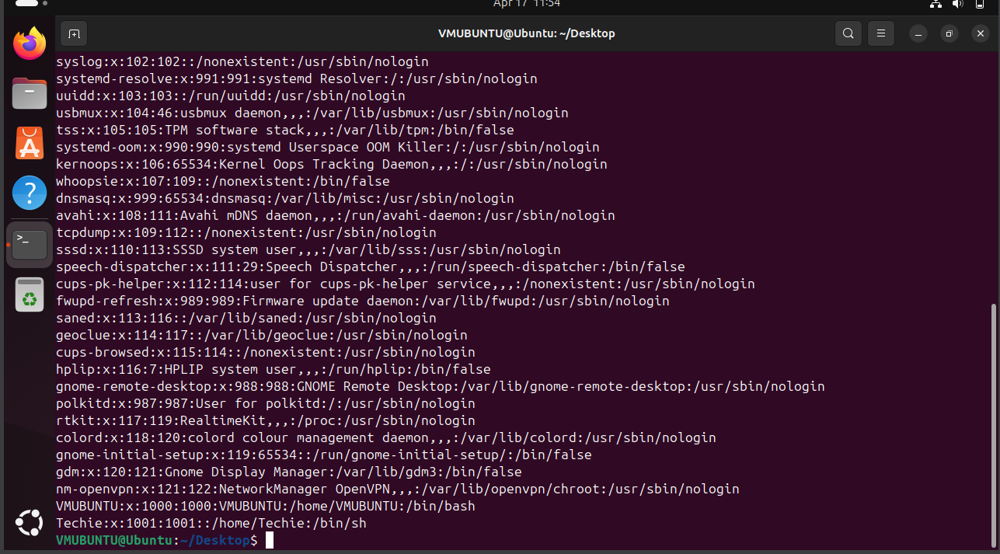 Apr 17 11:54
VMUBUNTU@Ubuntu: ~/Desktop
syslog:x:102:102::/nonexistent:/usr/sbin/nologin
systemd-resolve:x:991:991:systemd Resolver:/:/usr/sbin/nologin
uuidd:x:103:103::/run/uuidd:/usr/sbin/nologin
usbmux:x:104:46:usbmux daemon,,,:/var/lib/usbmux:/usr/sbin/nologin
tss:x:105:105:TPM software stack,,,:/var/lib/tpm:/bin/false
systemd-oom:x:990:990:systemd Userspace OOM Killer:/:/usr/sbin/nologin
kernoops:x:106:65534:Kernel Oops Tracking Daemon,,,:/:/usr/sbin/nologin
whoopsie:x:107:109::/nonexistent:/bin/false
dnsmasq:x:999:65534:dnsmasq:/var/lib/misc:/usr/sbin/nologin
avahi:x:108:111:Avahi mDNS daemon,,,:/run/avahi-daemon:/usr/sbin/nologin
tcpdump:x:109:112::/nonexistent:/usr/sbin/nologin
sssd:x:110:113:SSSD system user,,,:/var/lib/sss:/usr/sbin/nologin
speech-dispatcher:x:111:29:Speech Dispatcher,,,:/run/speech-dispatcher:/bin/false
cups-pk-helper:x:112:114:user for cups-pk-helper service,,,:/nonexistent:/usr/sbin/nologin
fwupd-refresh:x:989:989:Firmware update daemon:/var/lib/fwupd:/usr/sbin/nologin
saned:x:113:116::/var/lib/saned:/usr/sbin/nologin
geoclue:x:114:117::/var/lib/geoclue:/usr/sbin/nologin
cups-browsed:x:115:114::/nonexistent:/usr/sbin/nologin
hplip:x:116:7:HPLIP system user,,,:/run/hplip:/bin/false
gnome-remote-desktop:x:988:988:GNOME Remote Desktop:/var/lib/gnome-remote-desktop:/usr/sbin/nologin
polkitd:x:987:987:User for polkitd:/:/usr/sbin/nologin
rtkit:x:117:119:RealtimeKit,,,:/proc:/usr/sbin/nologin
colord:x:118:120:colord colour management daemon,,,:/var/lib/colord:/usr/sbin/nologin
gnome-initial-setup:x:119:65534::/run/gnome-initial-setup/:/bin/false
gdm:x:120:121:Gnome Display Manager:/var/lib/gdm3:/bin/false
nm-openvpn:x:121:122:NetworkManager OpenVPN,,,:/var/lib/openvpn/chroot:/usr/sbin/nologin
VMUBUNTU:x:1000:1000:VMUBUNTU:/home/VMUBUNTU:/bin/bash
Techie:x:1001:1001::/home/Techie:/bin/sh
VMUBUNTU@Ubuntu:~/Desktop$